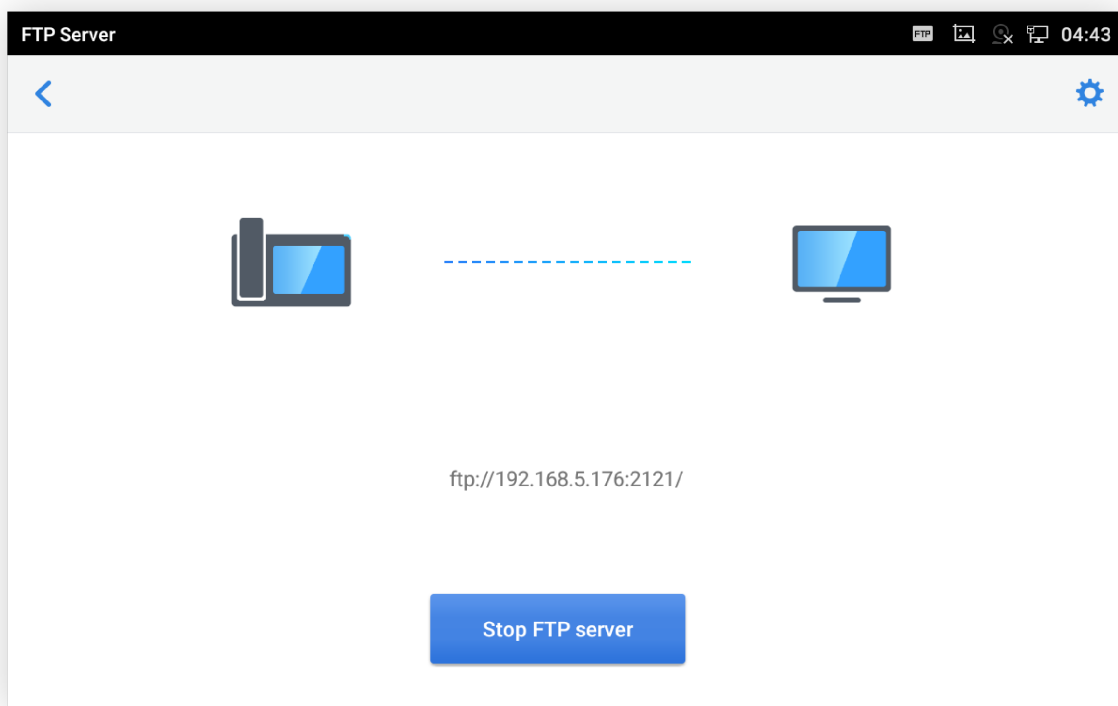 FTP Server
FTP
04:43
ftp://192.168.5.176:2121/
Stop FTP server